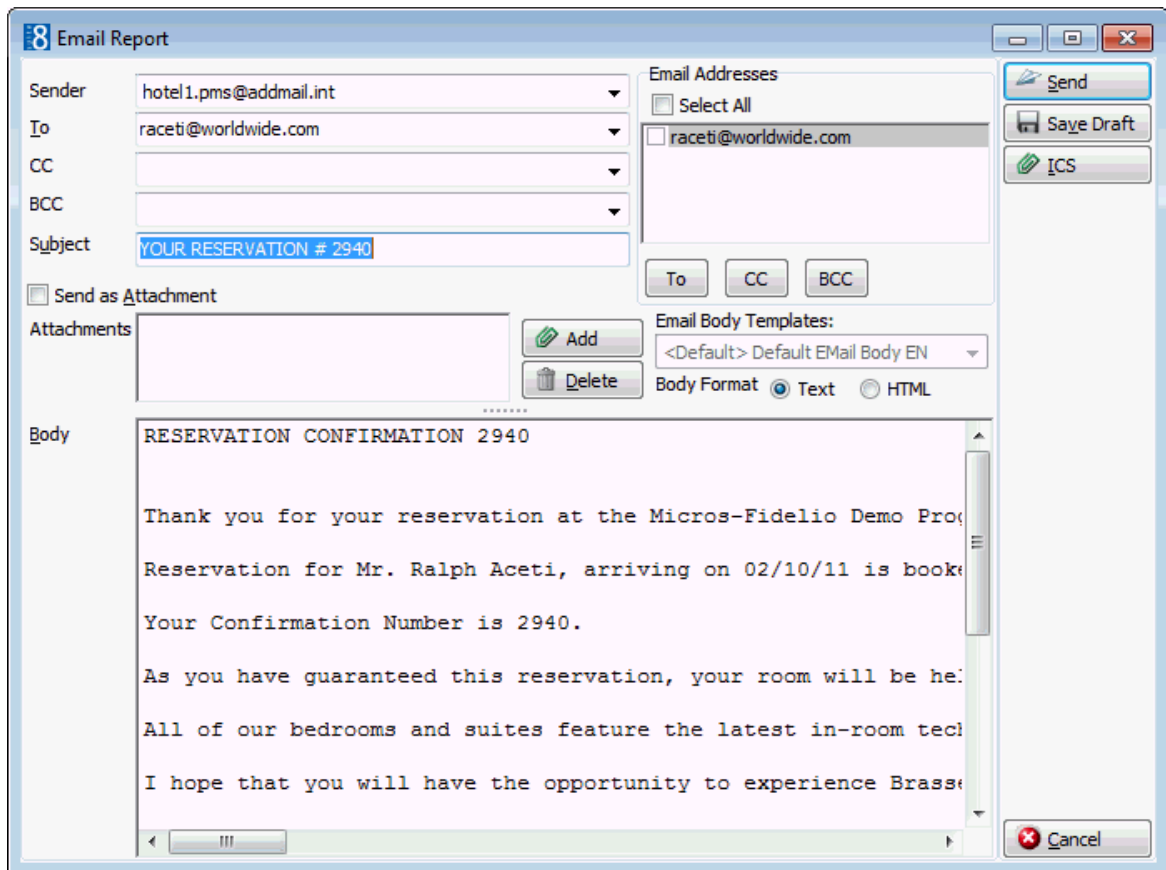 8 Email Report
Sender hotel1.pms@addmail.int
To raceti@worldwide.com
CC
BCC
Subject YOUR RESERVATION # 2940
Send as Attachment
Attachments
Add
Delete
Email Addresses
Select All
raceti@worldwide.com
To CC BCC
Email Body Templates:
<Default> Default EMail Body EN
Body Format Text HTML
Body
RESERVATION CONFIRMATION 2940
Thank you for your reservation at the Micros-Fidelio Demo
Reservation for Mr. Ralph Aceti, arriving on 02/10/11 is
Your Confirmation Number is 2940.
As you have guaranteed this reservation, your room will be
All of our bedrooms and suites feature the latest in-room
I hope that you will have the opportunity to experience
Send
Save Draft
ICS
Cancel